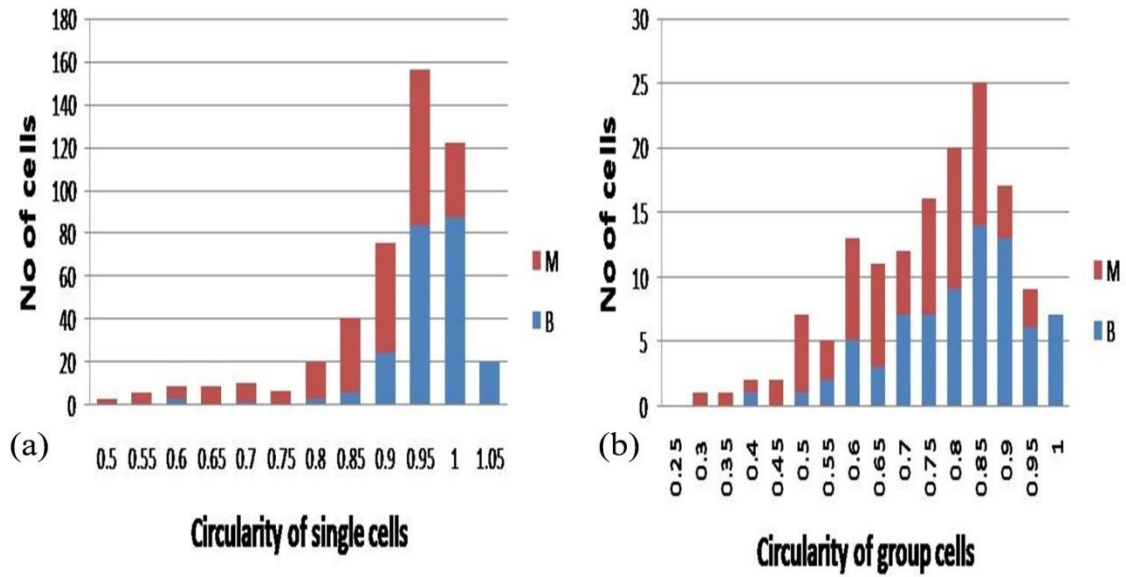 180
160
140
120
100
80
60
40
20
0
No of cells
M
B
(a)
0.5 0.55 0.6 0.65 0.7 0.75 0.8 0.85 0.9 0.95 1 1.05
Circularity of single cells
30
25
20
15
10
5
0
No of cells
M
B
(b)
0.25 0.3 0.35 0.4 0.45 0.5 0.55 0.6 0.65 0.7 0.75 0.8 0.85 0.9 0.95 1
Circularity of group cells